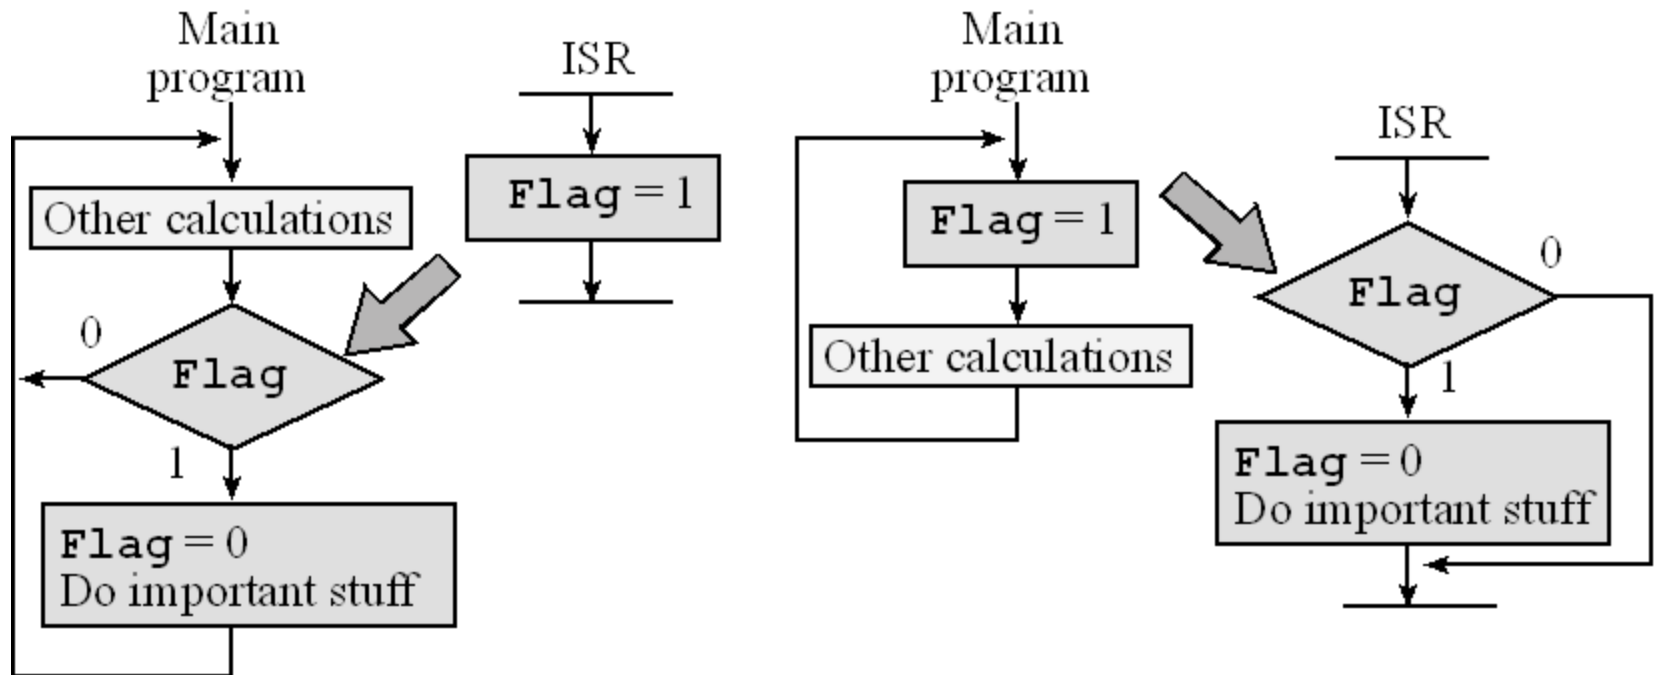 Main
program
ISR
Flag = 1
Other calculations
0
Flag
1
Flag = 0
Do important stuff
Main
program
ISR
Flag = 1
0
Flag
Other calculations
1
Flag = 0
Do important stuff